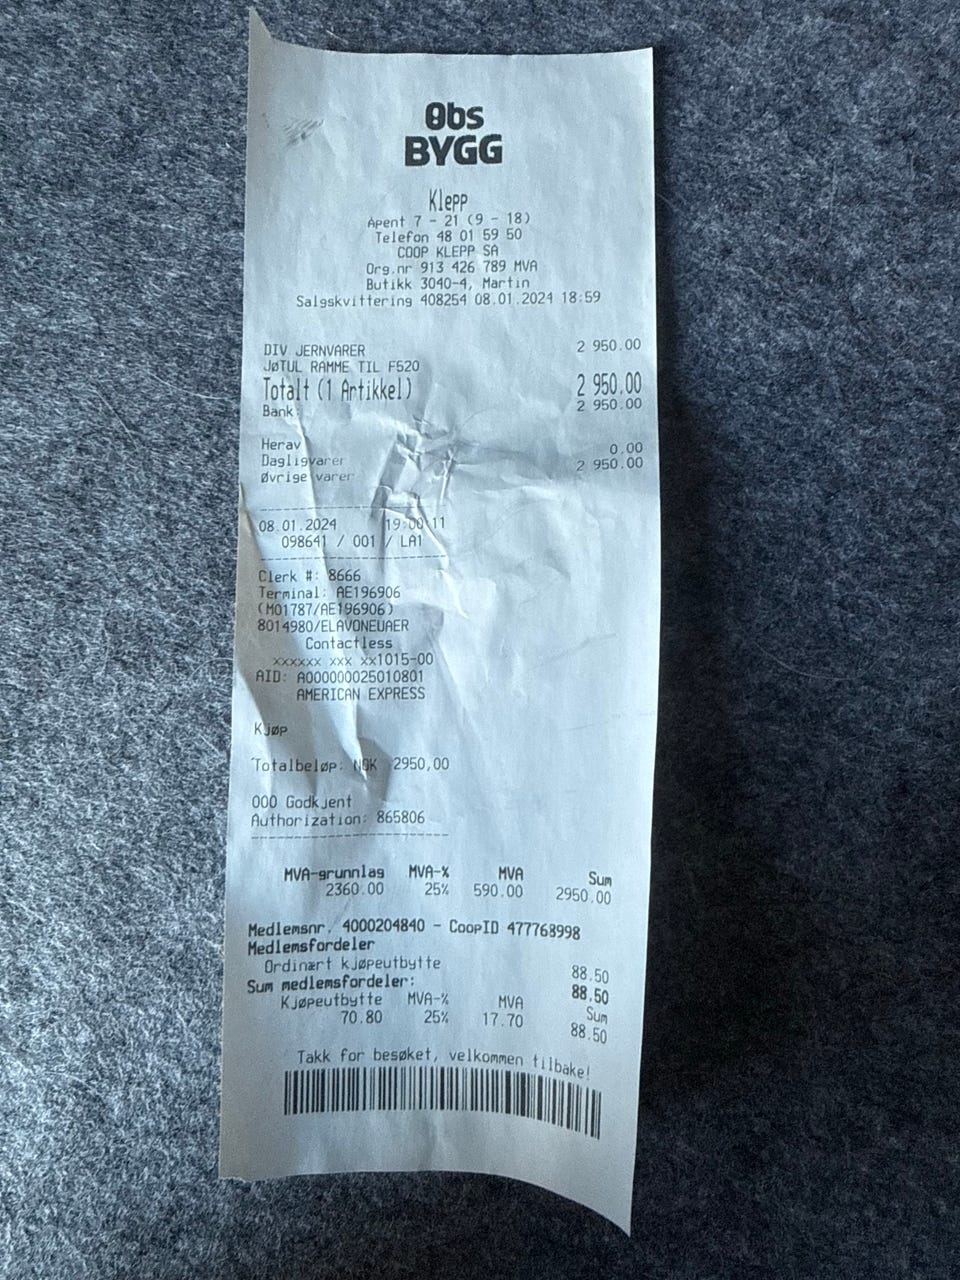 Obs
BYGG
Klepp
Åpent 7 - 21 (9 - 18)
Telefon 48 01 59 50
COOP KLEPP SA
Org.nr 913 426 789 MVA
Butikk 3040-4, Martin
Salgskvittering 408254 08.01.2024 18:59
DIV JERNVARER 2 950.00
JØTUL RAMME TIL F520
Totalt (1 Artikkel) 2 950.00
Bank: 2 950.00
Herav
Dagligvarer 0.00
Øvrige varer 2 950.00
08.01.2024 19:00:11
098641 / 001 / LA1
Clerk #: 8666
Terminal: AE196906
(M01787/AE196906)
8014980/ELAVONEUAER
Contactless
xxxxxx xxx xx1015-00
AID: A000000025010801
AMERICAN EXPRESS
Kjøp
Totalbeløp: NOK 2950,00
000 Godkjent
Authorization: 865806
MVA-grunnlag MVA-% MVA Sum
2360.00 25% 590.00 2950.00
Medlemsnr. 4000204840 - CoopID 477768998
Medlemsfordeler
Ordinært kjøpeutbytte 88.50
Sum medlemsfordeler: 88.50
Kjøpeutbytte MVA-% MVA Sum
70.80 25% 17.70 88.50
Takk for besøket, velkommen tilbake!